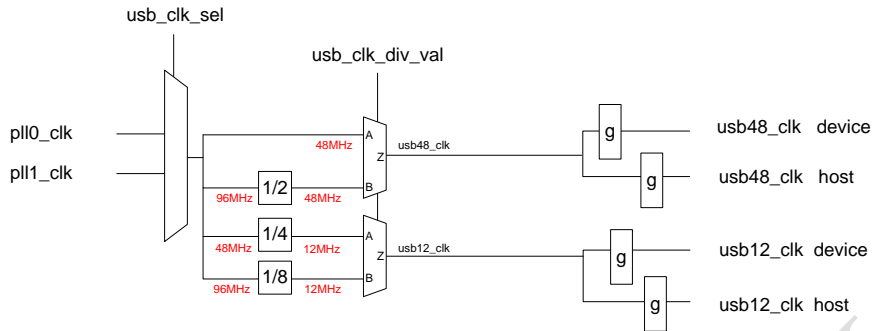 usb_clk_sel
usb_clk_div_val
pll0_clk
pll1_clk
48MHz
A
Z
B
usb48_clk
g
usb48_clk device
g
usb48_clk host
96MHz
1/2
48MHz
48MHz
1/4
12MHz
A
Z
B
usb12_clk
g
usb12_clk device
96MHz
1/8
12MHz
g
usb12_clk host